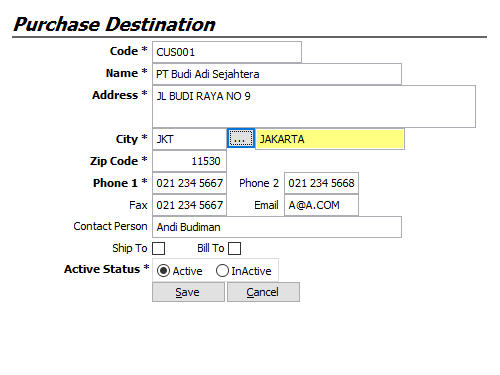 Purchase Destination
Code * CUS001
Name * PT Budi Adi Sejahtera
Address * JL BUDI RAYA NO 9
City * JKT ... JAKARTA
Zip Code * 11530
Phone 1 * 021 234 5667 Phone 2 021 234 5668
Fax 021 234 5667 Email A@A.COM
Contact Person Andi Budiman
Ship To Bill To
Active Status * Active InActive
Save Cancel